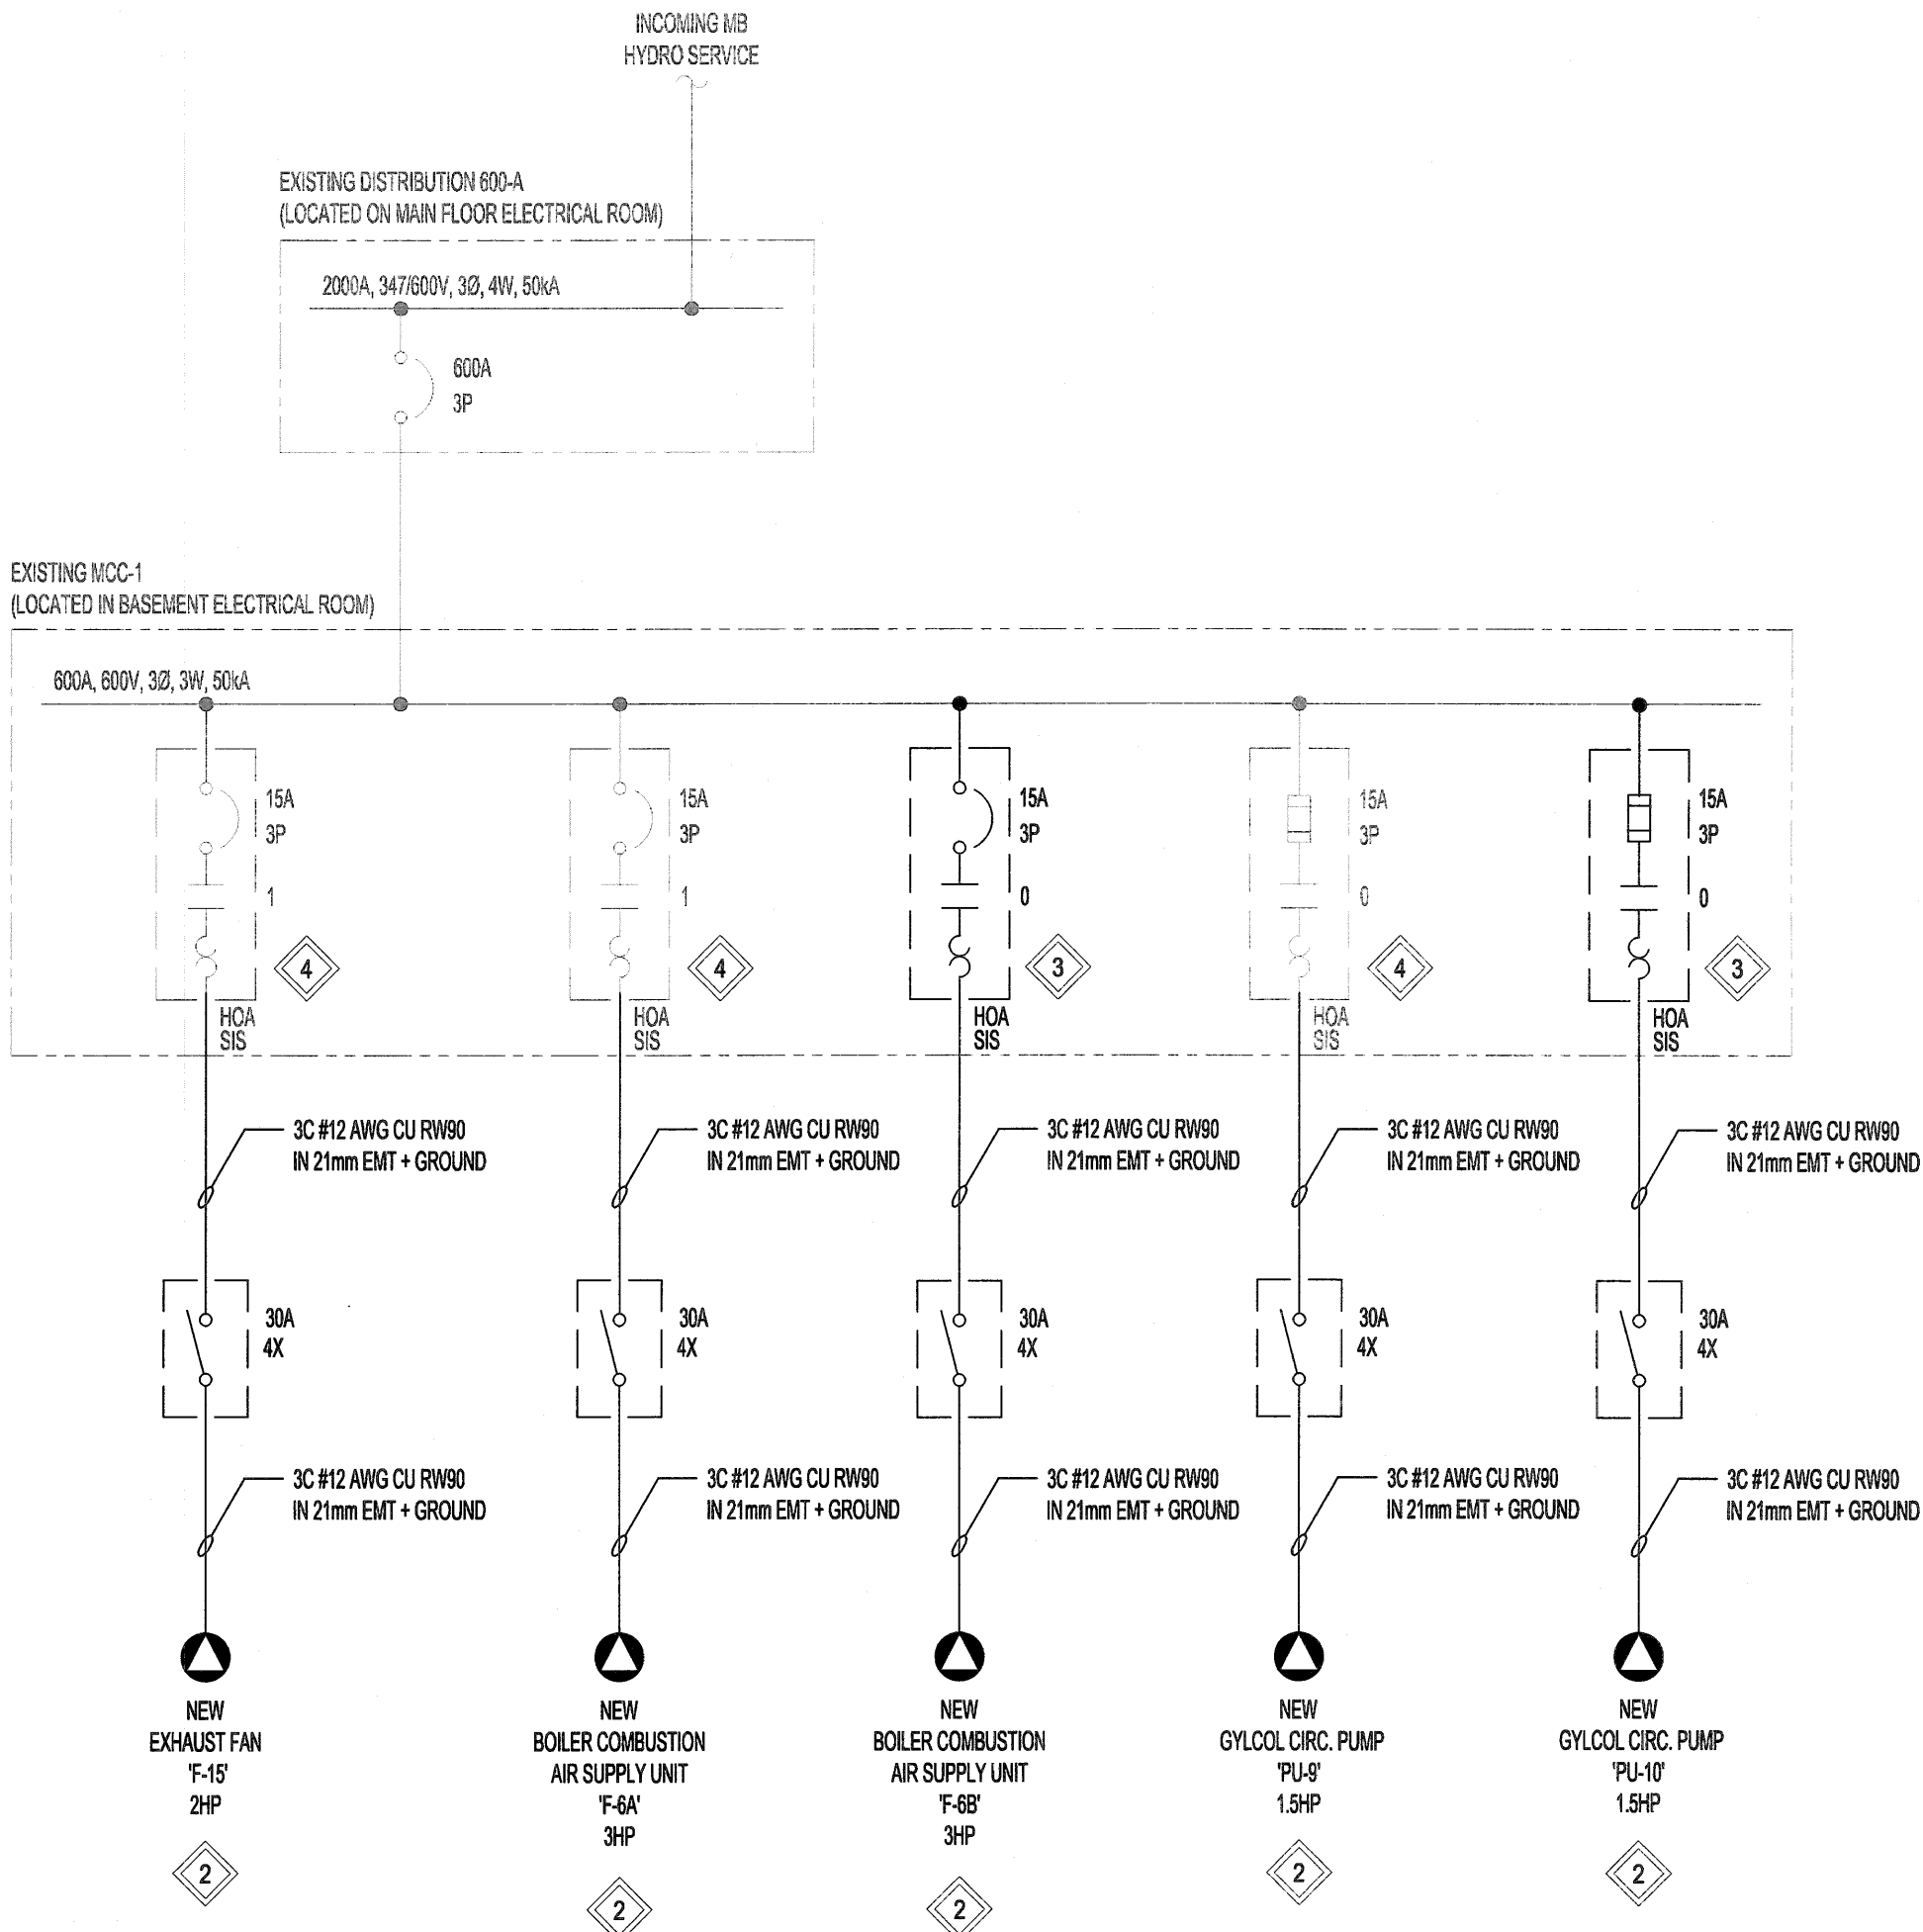 INCOMING MB
HYDRO SERVICE
EXISTING DISTRIBUTION 600-A
(LOCATED ON MAIN FLOOR ELECTRICAL ROOM)
2000A, 347/600V, 3Ø, 4W, 50kA
600A
3P
EXISTING MCC-1
(LOCATED IN BASEMENT ELECTRICAL ROOM)
600A, 600V, 3Ø, 3W, 50kA
15A
3P
1
4
HOA
SIS
15A
3P
1
4
HOA
SIS
15A
3P
0
3
HOA
SIS
15A
3P
0
4
HOA
SIS
15A
3P
0
3
HOA
SIS
3C #12 AWG CU RW90
IN 21mm EMT + GROUND
3C #12 AWG CU RW90
IN 21mm EMT + GROUND
3C #12 AWG CU RW90
IN 21mm EMT + GROUND
3C #12 AWG CU RW90
IN 21mm EMT + GROUND
3C #12 AWG CU RW90
IN 21mm EMT + GROUND
30A
4X
30A
4X
30A
4X
30A
4X
30A
4X
3C #12 AWG CU RW90
IN 21mm EMT + GROUND
3C #12 AWG CU RW90
IN 21mm EMT + GROUND
3C #12 AWG CU RW90
IN 21mm EMT + GROUND
3C #12 AWG CU RW90
IN 21mm EMT + GROUND
3C #12 AWG CU RW90
IN 21mm EMT + GROUND
NEW
EXHAUST FAN
'F-15'
2HP
2
NEW
BOILER COMBUSTION
AIR SUPPLY UNIT
'F-6A'
3HP
2
NEW
BOILER COMBUSTION
AIR SUPPLY UNIT
'F-6B'
3HP
2
NEW
GYLCOL CIRC. PUMP
'PU-9'
1.5HP
2
NEW
GYLCOL CIRC. PUMP
'PU-10'
1.5HP
2